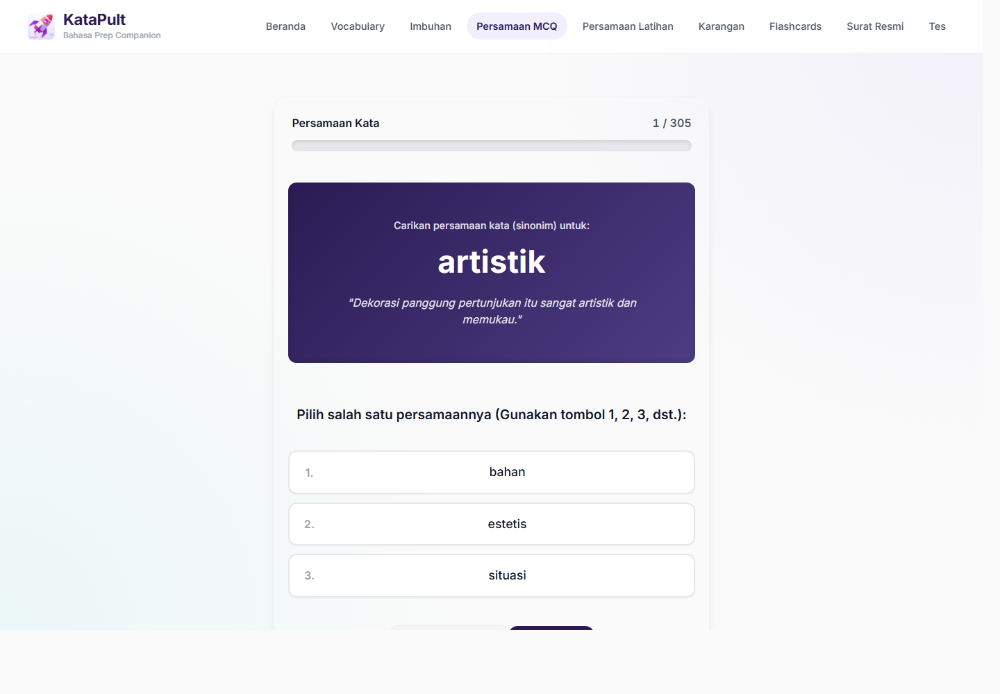 KataPult
Bahasa Prep Companion
Beranda
Vocabulary
Imbuhan
Persamaan MCQ
Persamaan Latihan
Karangan
Flashcards
Surat Resmi
Tes
Persamaan Kata
1 / 305
Carikan persamaan kata (sinonim) untuk:
artistik
"Dekorasi panggung pertunjukan itu sangat artistik dan
memukau."
Pilih salah satu persamaannya (Gunakan tombol 1, 2, 3, dst.):
1. bahan
2. estetis
3. situasi